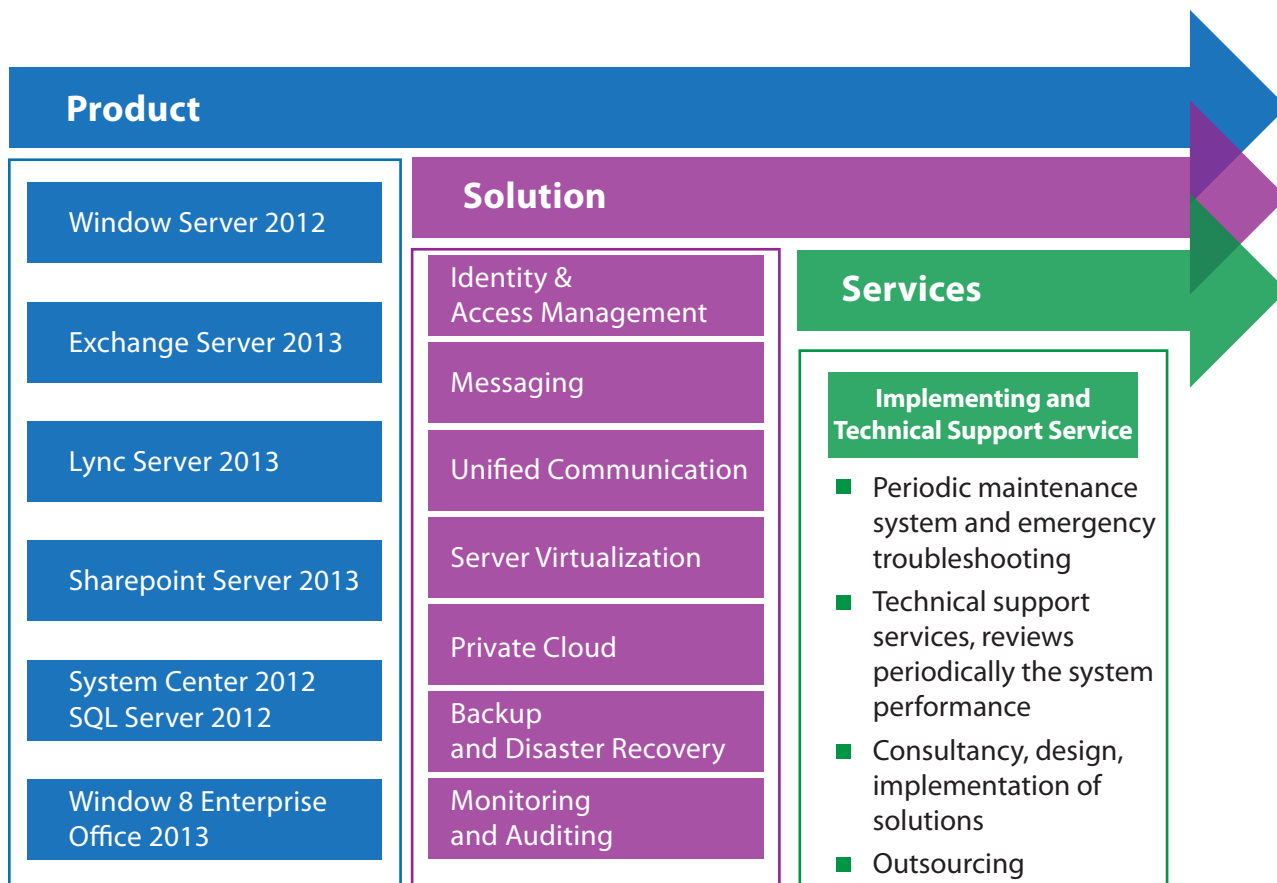 Product
Window Server 2012
Exchange Server 2013
Lync Server 2013
Sharepoint Server 2013
System Center 2012
SQL Server 2012
Window 8 Enterprise
Office 2013
Solution
Identity &
Access Management
Messaging
Unified Communication
Server Virtualization
Private Cloud
Backup
and Disaster Recovery
Monitoring
and Auditing
Services
Implementing and
Technical Support Service
Periodic maintenance
system and emergency
troubleshooting
Technical support
services, reviews
periodically the system
performance
Consultancy, design,
implementation of
solutions
Outsourcing